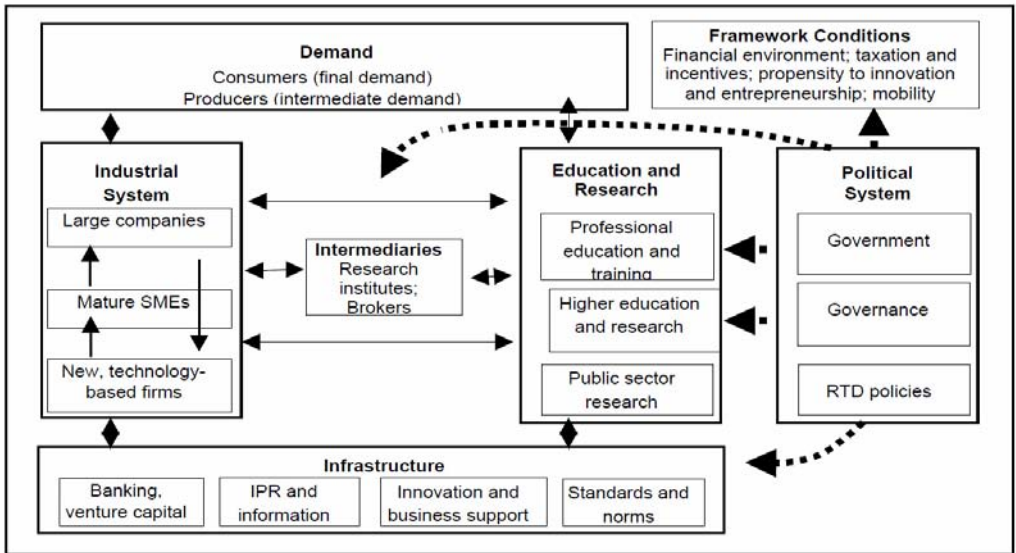 Demand
Consumers (final demand)
Producers (intermediate demand)
Framework Conditions
Financial environment; taxation and
incentives; propensity to innovation
and entrepreneurship; mobility
Industrial
System
Large companies
Mature SMEs
New, technology-
based firms
Intermediaries
Research
institutes;
Brokers
Education and
Research
Professional
education and
training
Higher education
and research
Public sector
research
Political
System
Government
Governance
RTD policies
Infrastructure
Banking,
venture capital
IPR and
information
Innovation and
business support
Standards and
norms